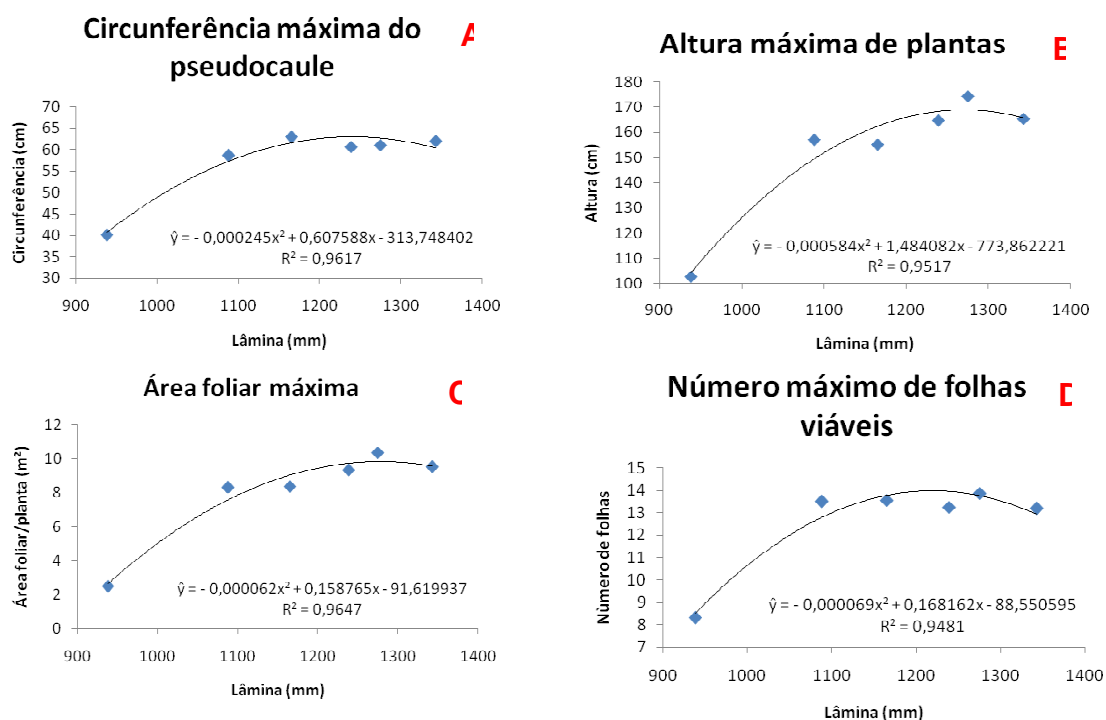 Circunferência máxima do
pseudocaule
A
Circunferência (cm)
70
65
60
55
50
45
40
35
30
ŷ = - 0,000245x² + 0,607588x - 313,748402
R² = 0,9617
900 1000 1100 1200 1300 1400
Lâmina (mm)
Altura máxima de plantas
B
Altura (cm)
180
170
160
150
140
130
120
110
100
ŷ = - 0,000584x² + 1,484082x - 773,862221
R² = 0,9517
900 1000 1100 1200 1300 1400
Lâmina (mm)
Área foliar máxima
C
Área foliar/planta (m²)
12
10
8
6
4
2
0
ŷ = - 0,000062x² + 0,158765x - 91,619937
R² = 0,9647
900 1000 1100 1200 1300 1400
Lâmina (mm)
Número máximo de folhas
viáveis
D
Número de folhas
15
14
13
12
11
10
9
8
7
ŷ = - 0,000069x² + 0,168162x - 88,550595
R² = 0,9481
900 1000 1100 1200 1300 1400
Lâmina (mm)